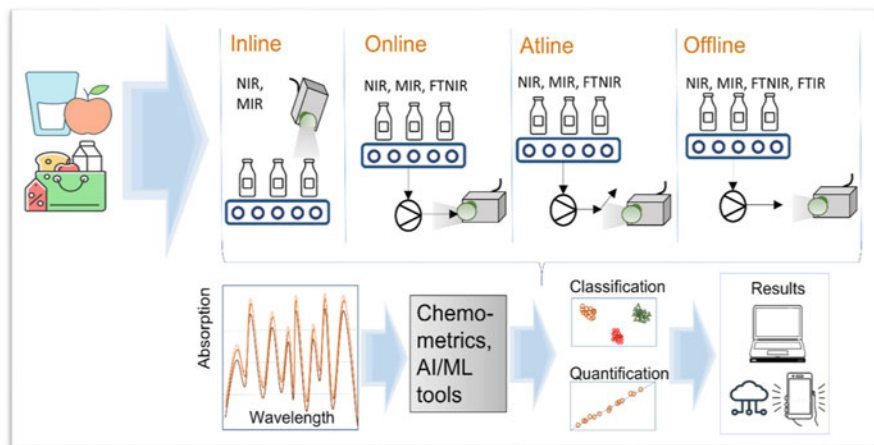 Inline
Online
Atline
Offline
NIR,
MIR
NIR, MIR, FTNIR
NIR, MIR, FTNIR
NIR, MIR, FTNIR, FTIR
%
Absorption
Wavelength
Chemo-
metrics,
AI/ML
tools
Classification
Quantification
Results